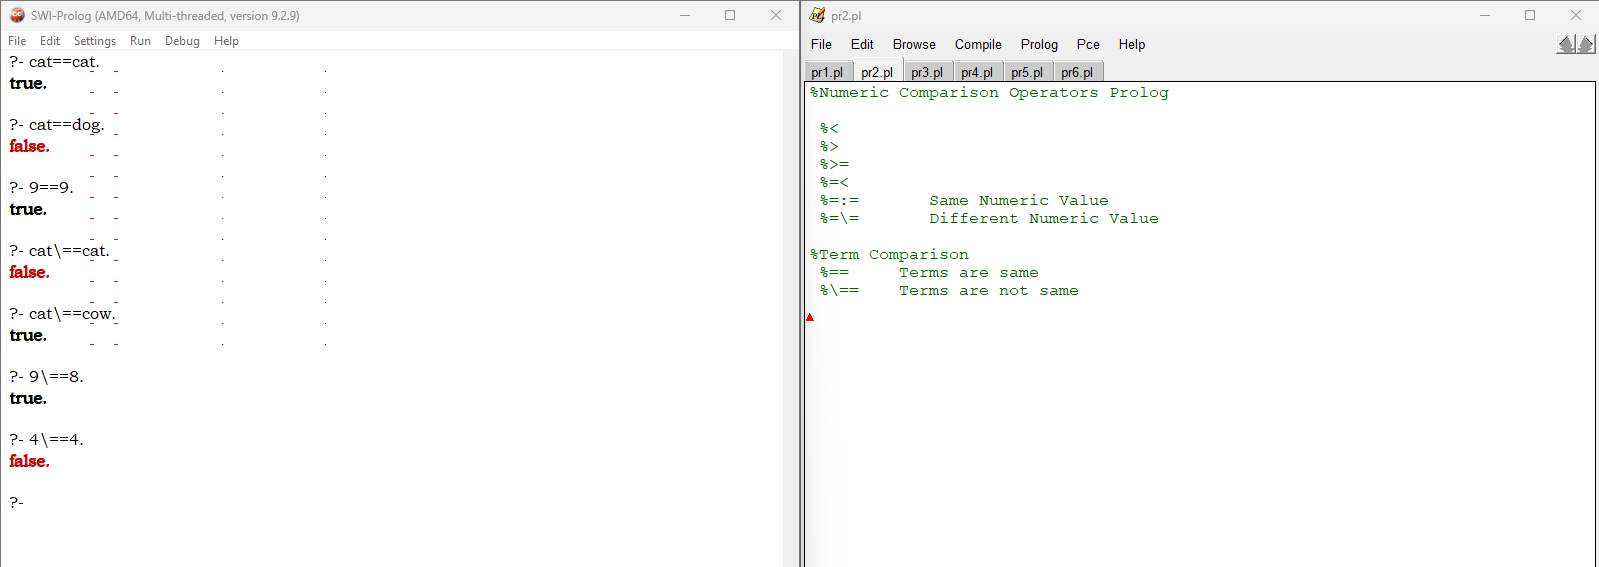 SWI-Prolog (AMD64, Multi-threaded, version 9.2.9)
File Edit Settings Run Debug Help
?- cat==cat.
true.
?- cat==dog.
false.
?- 9==9.
true.
?- cat\==cat.
false.
?- cat\==cow.
true.
?- 9\==8.
true.
?- 4\==4.
false.
?-
pr2.pl
File Edit Browse Compile Prolog Pce Help
pr1.pl pr2.pl pr3.pl pr4.pl pr5.pl pr6.pl
%Numeric Comparison Operators Prolog
%<
%>
%>=
%=<
%=:= Same Numeric Value
%=\= Different Numeric Value
%Term Comparison
%== Terms are same
%\== Terms are not same